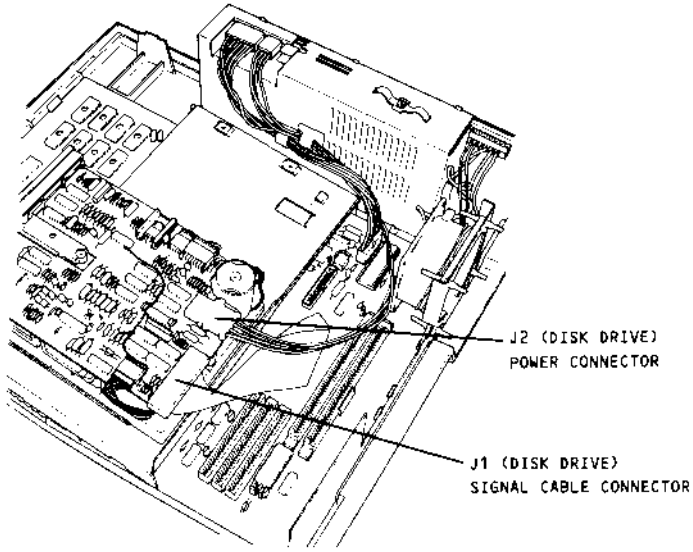 J2 (DISK DRIVE)
POWER CONNECTOR
J1 (DISK DRIVE)
SIGNAL CABLE CONNECTOR